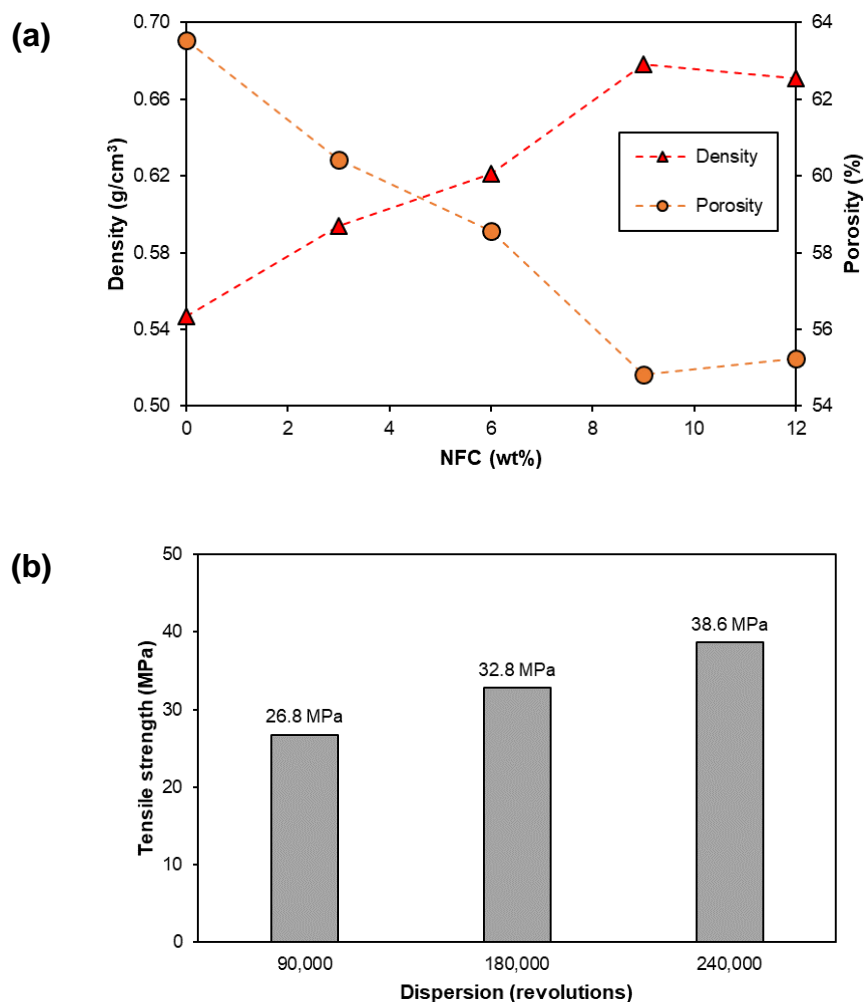 (a)
0.70
0.66
0.62
0.58
0.54
0.50
Density (g/cm³)
64
62
60
58
56
54
Porosity (%)
Density
Porosity
0 2 4 6 8 10 12
NFC (wt%)
(b)
50
40
30
20
10
0
Tensile strength (MPa)
26.8 MPa
32.8 MPa
38.6 MPa
90,000 180,000 240,000
Dispersion (revolutions)